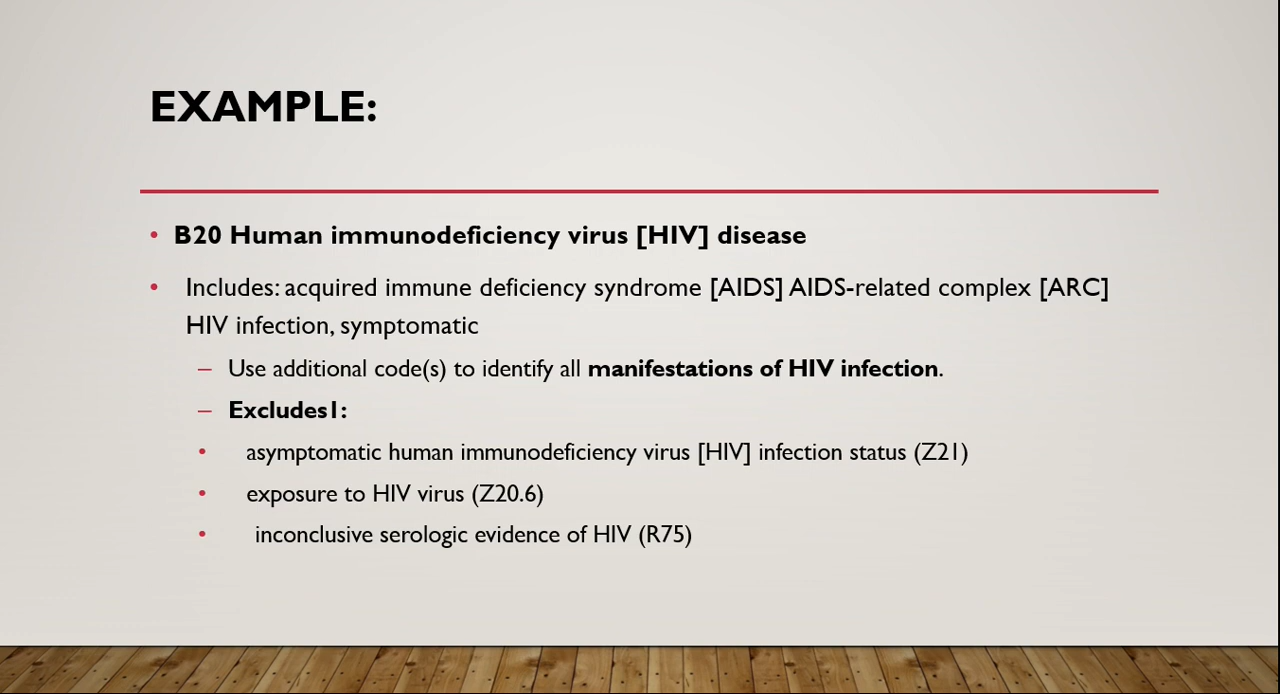 EXAMPLE:
• B20 Human immunodeficiency virus [HIV] disease
• Includes: acquired immune deficiency syndrome [AIDS] AIDS-related complex [ARC]
HIV infection, symptomatic
– Use additional code(s) to identify all manifestations of HIV infection.
– Excludes1:
• asymptomatic human immunodeficiency virus [HIV] infection status (Z21)
• exposure to HIV virus (Z20.6)
• inconclusive serologic evidence of HIV (R75)